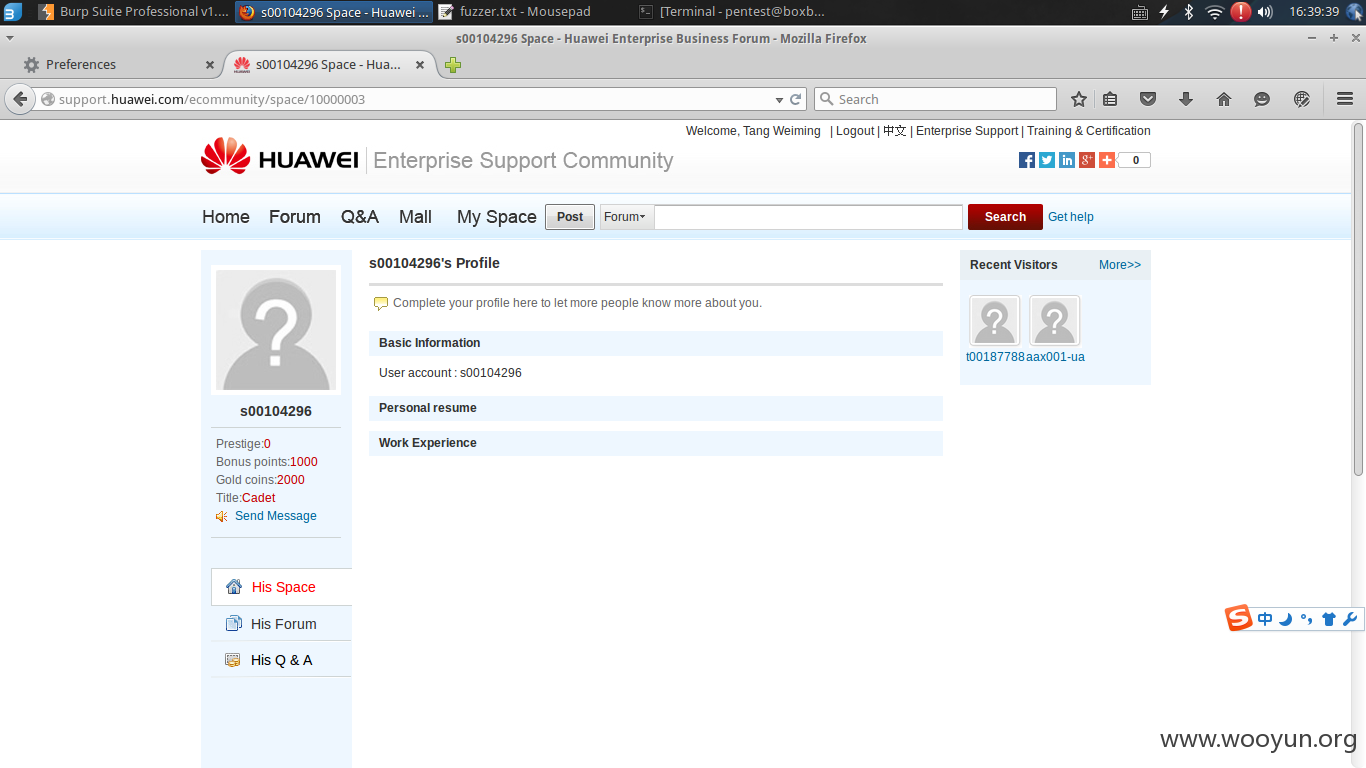 Burp Suite Professional v1....
s00104296 Space - Huawei ...
fuzzer.txt - Mousepad
[Terminal - pentest@boxb...
16:39:39
s00104296 Space - Huawei Enterprise Business Forum - Mozilla Firefox
Preferences
s00104296 Space - Hua...
support.huawei.com/ecommunity/space/10000003
Search
Welcome, Tang Weiming | Logout | 中文 | Enterprise Support | Training & Certification
HUAWEI Enterprise Support Community
0
Home Forum Q&A Mall My Space Post Forum Search Get help
s00104296
Prestige:0
Bonus points:1000
Gold coins:2000
Title:Cadet
Send Message
His Space
His Forum
His Q & A
s00104296's Profile
Complete your profile here to let more people know more about you.
Basic Information
User account : s00104296
Personal resume
Work Experience
Recent Visitors More>>
t00187788 aax001-ua
S 中
www.wooyun.org